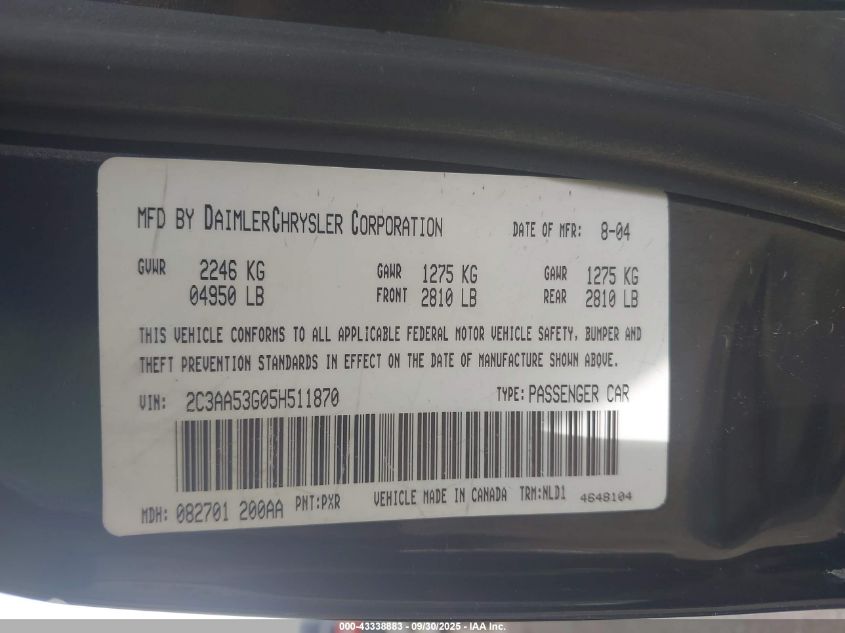 MFD BY DAIMLERCHRYSLER CORPORATION DATE OF MFR: 8-04
GVWR 2246 KG GAWR 1275 KG GAWR 1275 KG
04950 LB FRONT 2810 LB REAR 2810 LB
THIS VEHICLE CONFORMS TO ALL APPLICABLE FEDERAL MOTOR VEHICLE SAFETY, BUMPER AND
THEFT PREVENTION STANDARDS IN EFFECT ON THE DATE OF MANUFACTURE SHOWN ABOVE.
VIN: 2C3AA53G05H511870 TYPE: PASSENGER CAR
MDH: 082701 200AA PNT:PXR VEHICLE MADE IN CANADA TRM:NLD1 4648104
000-43338883 - 09/30/2025 - IAA Inc.